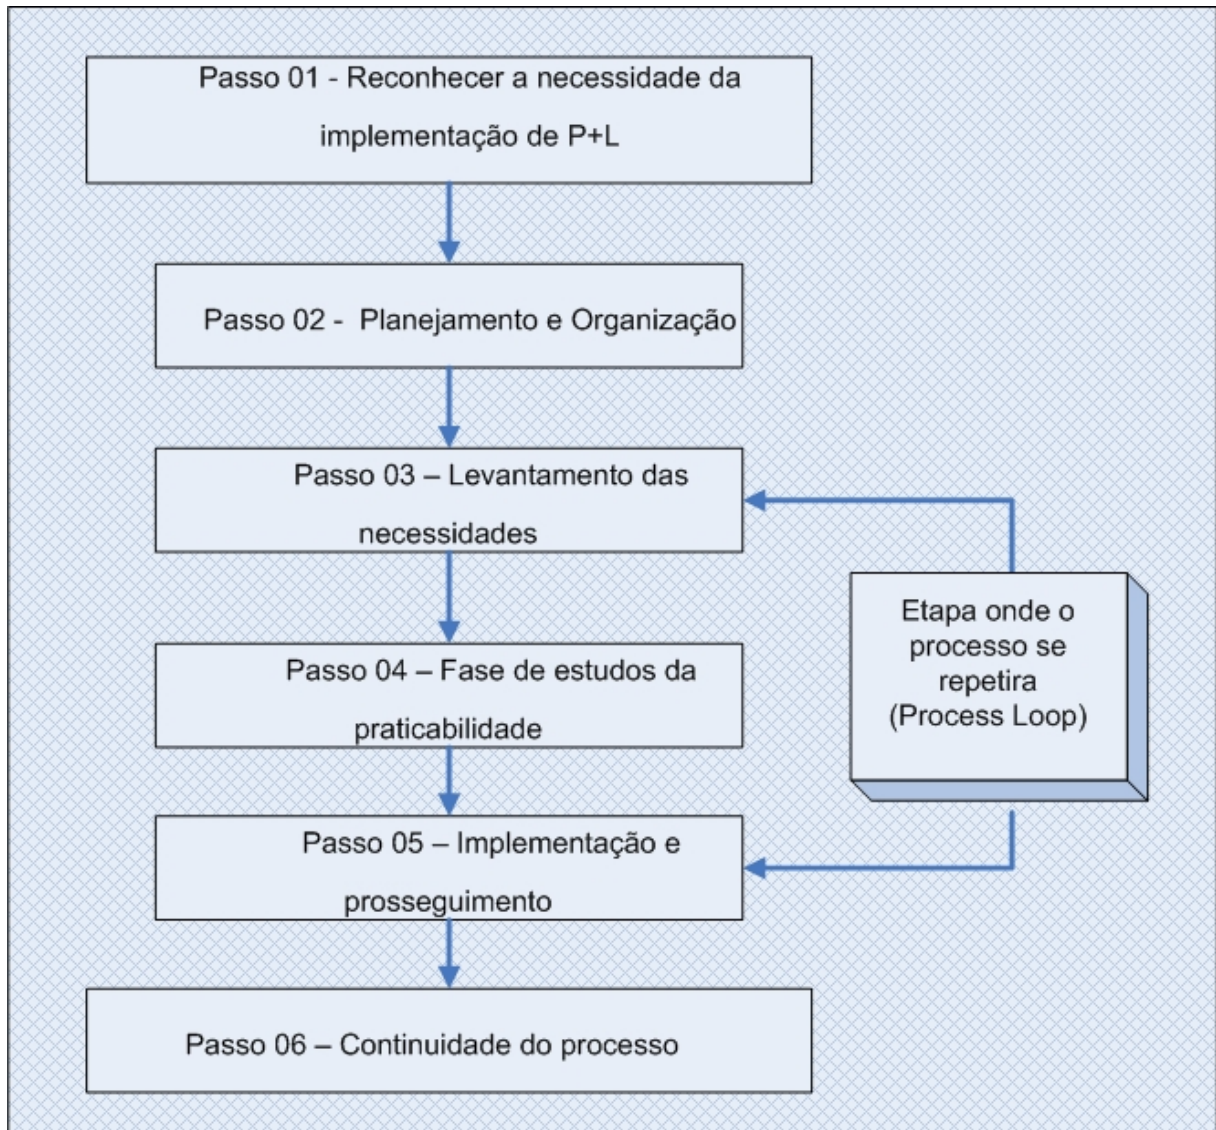 Passo 01 - Reconhecer a necessidade da
implementação de P+L
Passo 02 - Planejamento e Organização
Passo 03 – Levantamento das
necessidades
Passo 04 – Fase de estudos da
praticabilidade
Passo 05 – Implementação e
prosseguimento
Passo 06 – Continuidade do processo
Etapa onde o
processo se
repetira
(Process Loop)